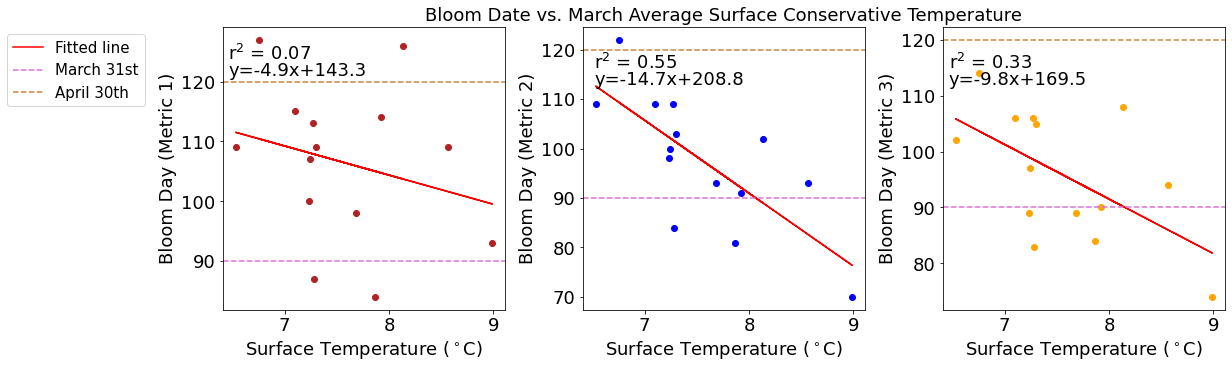 Bloom Date vs. March Average Surface Conservative Temperature
Fitted line
March 31st
April 30th
Bloom Day (Metric 1)
120
110
100
90
r² = 0.07
y=-4.9x+143.3
7 8 9
Surface Temperature (°C)
Bloom Day (Metric 2)
120
110
100
90
80
70
r² = 0.55
y=-14.7x+208.8
7 8 9
Surface Temperature (°C)
Bloom Day (Metric 3)
120
110
100
90
80
r² = 0.33
y=-9.8x+169.5
7 8 9
Surface Temperature (°C)